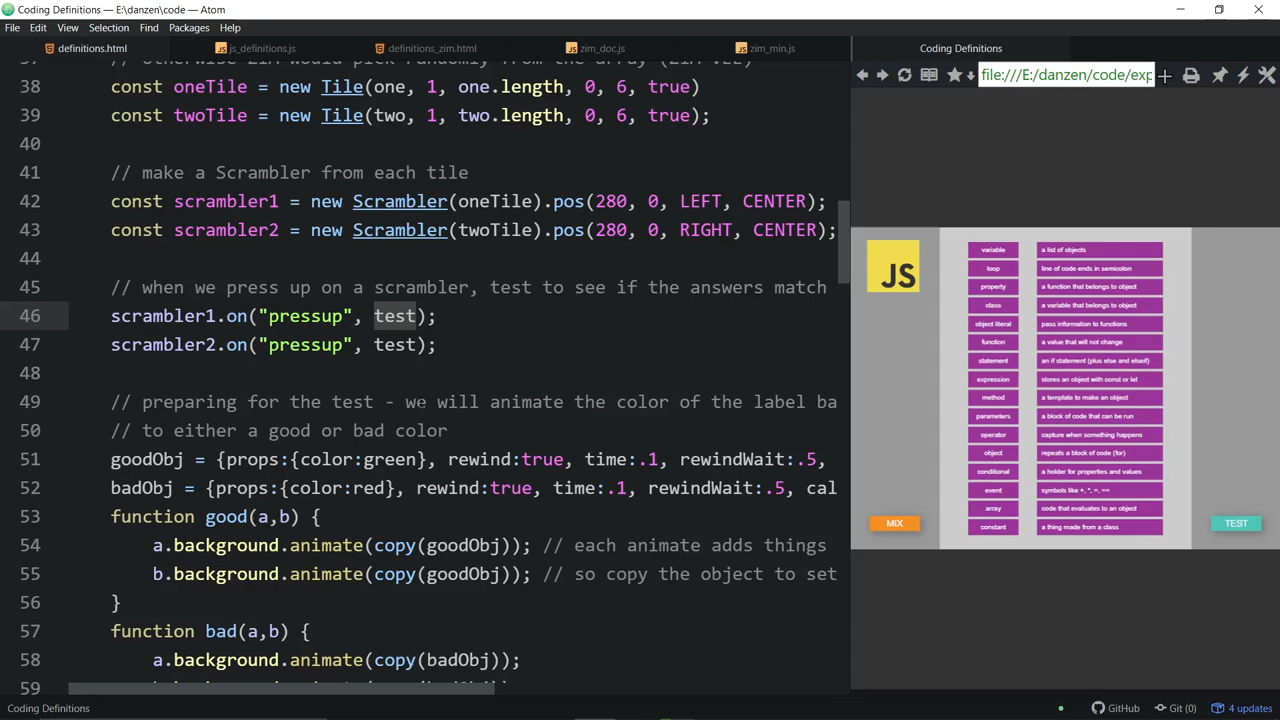 Coding Definitions — E:\danzen\code — Atom
File Edit View Selection Find Packages Help
definitions.html js_definitions.js definitions_zim.html zim_doc.js zim_min.js Coding Definitions
file:///E:/danzen/code/exp
38 const oneTile = new Tile(one, 1, one.length, 0, 6, true)
39 const twoTile = new Tile(two, 1, two.length, 0, 6, true);
40
41 // make a Scrambler from each tile
42 const scrambler1 = new Scrambler(oneTile).pos(280, 0, LEFT, CENTER);
43 const scrambler2 = new Scrambler(twoTile).pos(280, 0, RIGHT, CENTER);
44
45 // when we press up on a scrambler, test to see if the answers match
46 scrambler1.on("pressup", test);
47 scrambler2.on("pressup", test);
48
49 // preparing for the test - we will animate the color of the label ba
50 // to either a good or bad color
51 goodObj = {props:{color:green}, rewind:true, time:.1, rewindWait:.5,
52 badObj = {props:{color:red}, rewind:true, time:.1, rewindWait:.5, cal
53 function good(a,b) {
54 a.background.animate(copy(goodObj)); // each animate adds things
55 b.background.animate(copy(goodObj)); // so copy the object to set
56 }
57 function bad(a,b) {
58 a.background.animate(copy(badObj));
59
JS
variable a list of objects
loop line of code ends in semicolon
property a function that belongs to object
class a variable that belongs to object
object literal pass information to functions
function a value that will not change
statement an if statement (plus else and elseif)
expression stores an object with const or let
method a template to make an object
parameters a block of code that can be run
operator capture when something happens
object repeats a block of code (for)
conditional a holder for properties and values
event symbols like +, *, =, ==
array code that evaluates to an object
constant a thing made from a class
MIX
TEST
Coding Definitions GitHub Git (0) 4 updates